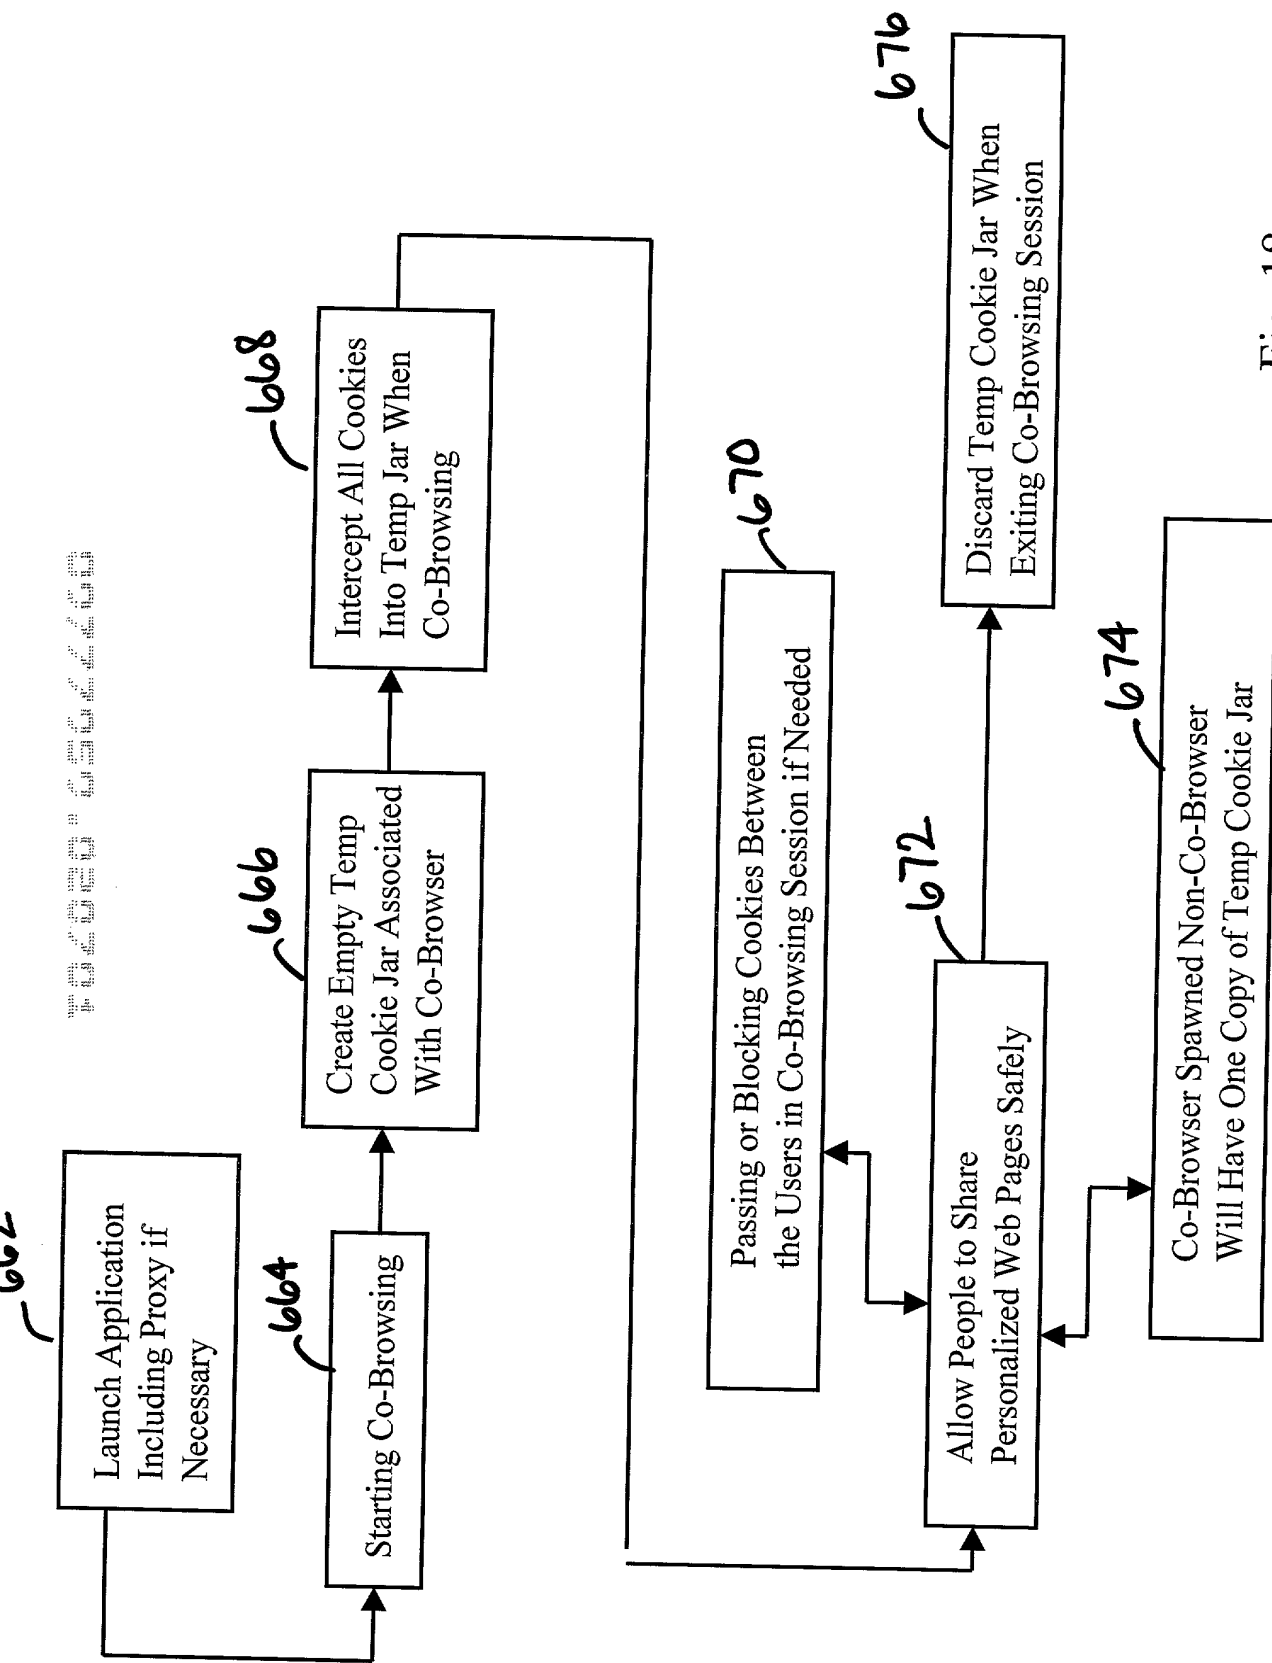 662
Launch Application
Including Proxy if
Necessary
664
Starting Co-Browsing
666
Create Empty Temp
Cookie Jar Associated
With Co-Browser
668
Intercept All Cookies
Into Temp Jar When
Co-Browsing
670
Passing or Blocking Cookies Between
the Users in Co-Browsing Session if Needed
672
Allow People to Share
Personalized Web Pages Safely
674
Co-Browser Spawned Non-Co-Browser
Will Have One Copy of Temp Cookie Jar
676
Discard Temp Cookie Jar When
Exiting Co-Browsing Session